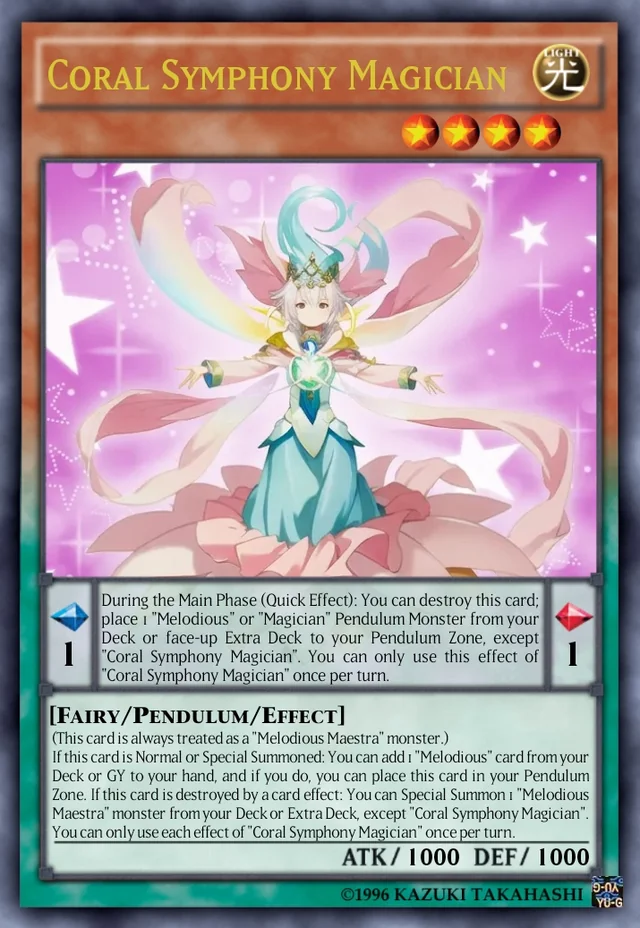 CORAL SYMPHONY MAGICIAN
LIGHT
光
During the Main Phase (Quick Effect): You can destroy this card;
place 1 "Melodious" or "Magician" Pendulum Monster from your
Deck or face-up Extra Deck to your Pendulum Zone, except
"Coral Symphony Magician". You can only use this effect of
"Coral Symphony Magician" once per turn.
1
1
[FAIRY/PENDULUM/EFFECT]
(This card is always treated as a "Melodious Maestra" monster.)
If this card is Normal or Special Summoned: You can add 1 "Melodious" card from your
Deck or GY to your hand, and if you do, you can place this card in your Pendulum
Zone. If this card is destroyed by a card effect: You can Special Summon 1 "Melodious
Maestra" monster from your Deck or Extra Deck, except "Coral Symphony Magician".
You can only use each effect of "Coral Symphony Magician" once per turn.
ATK/ 1000 DEF/ 1000
©1996 KAZUKI TAKAHASHI